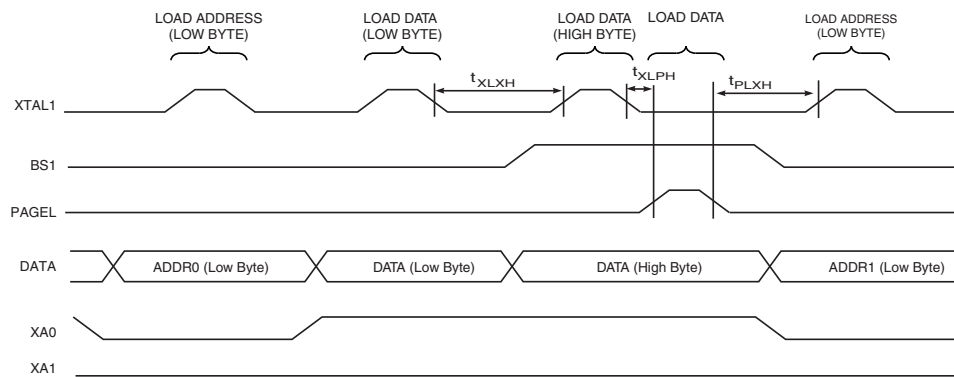 LOAD ADDRESS
(LOW BYTE)
LOAD DATA
(LOW BYTE)
LOAD DATA
(HIGH BYTE)
LOAD DATA
LOAD ADDRESS
(LOW BYTE)
XTAL1
tXLXH
tXLPH
tPLXH
BS1
PAGEL
DATA
ADDR0 (Low Byte)
DATA (Low Byte)
DATA (High Byte)
ADDR1 (Low Byte)
XA0
XA1